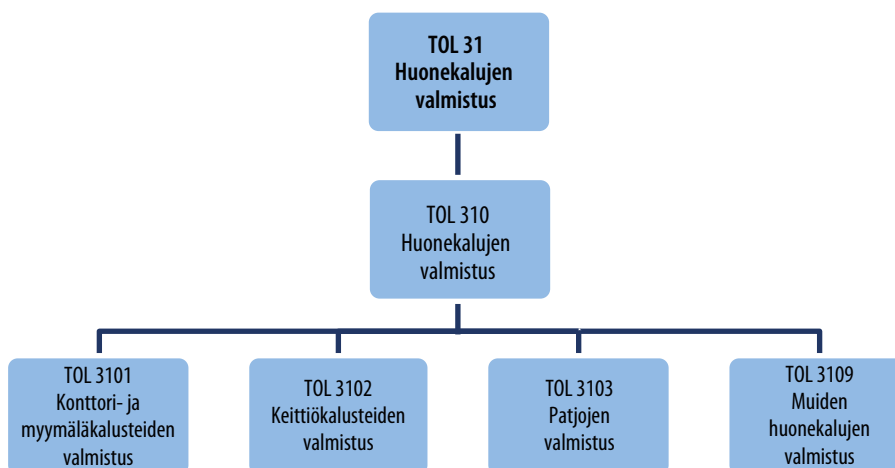 TOL 31
Huonekalujen
valmistus
TOL 310
Huonekalujen
valmistus
TOL 3101
Konttori- ja
myymäläkalusteiden
valmistus
TOL 3102
Keittiökalusteiden
valmistus
TOL 3103
Patjojen
valmistus
TOL 3109
Muiden
huonekalujen
valmistus